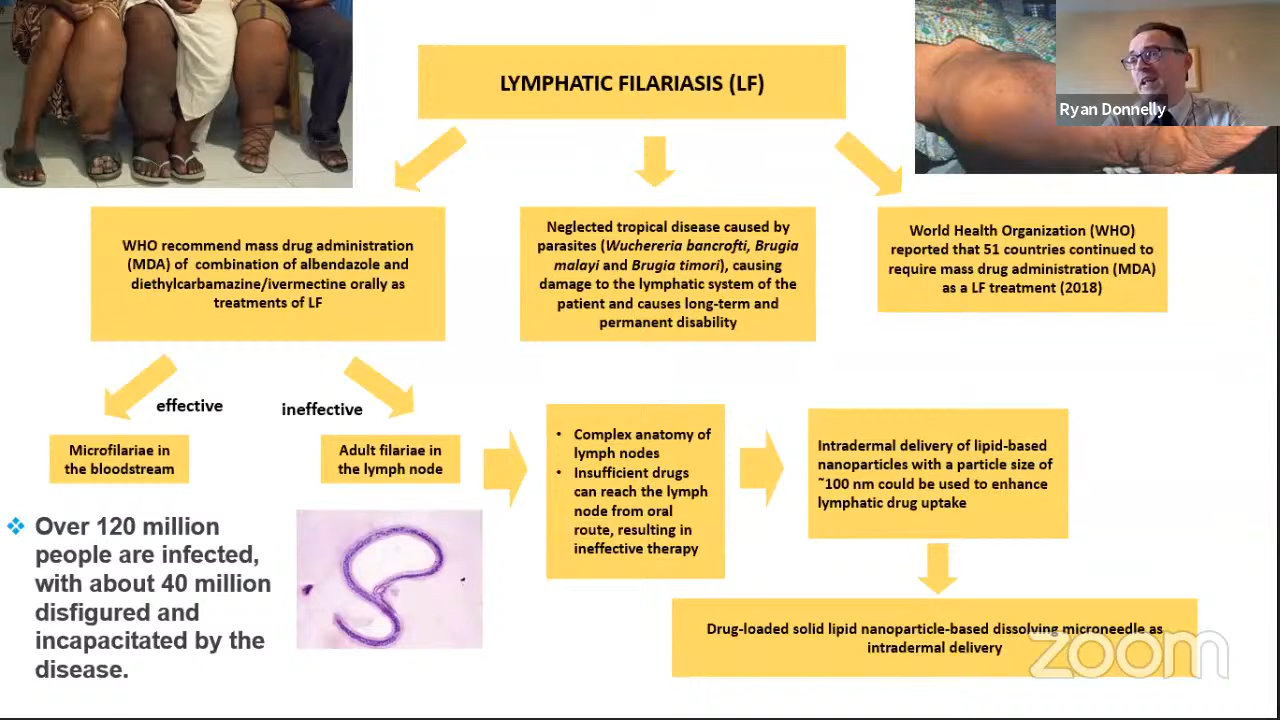 LYMPHATIC FILARIASIS (LF)
Ryan Donnelly
WHO recommend mass drug administration
(MDA) of combination of albendazole and
diethylcarbamazine/ivermectine orally as
treatments of LF
Neglected tropical disease caused by
parasites (Wuchereria bancrofti, Brugia
malayi and Brugia timori), causing
damage to the lymphatic system of the
patient and causes long-term and
permanent disability
World Health Organization (WHO)
reported that 51 countries continued to
require mass drug administration (MDA)
as a LF treatment (2018)
effective
ineffective
Microfilariae in
the bloodstream
Adult filariae in
the lymph node
• Complex anatomy of
lymph nodes
• Insufficient drugs
can reach the lymph
node from oral
route, resulting in
ineffective therapy
Intradermal delivery of lipid-based
nanoparticles with a particle size of
~100 nm could be used to enhance
lymphatic drug uptake
❖ Over 120 million
people are infected,
with about 40 million
disfigured and
incapacitated by the
disease.
Drug-loaded solid lipid nanoparticle-based dissolving microneedle as
intradermal delivery
zoom